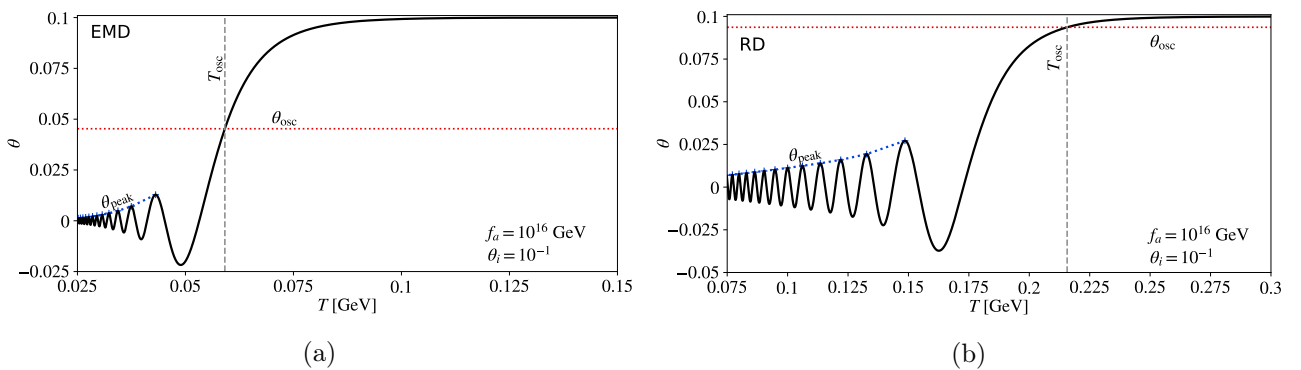 EMD
θ
0.1
0.075
0.05
0.025
0
−0.025
T_osc
θ_osc
θ_peak
f_a = 10^16 GeV
θ_i = 10^-1
0.025 0.05 0.075 0.1 0.125 0.15
T [GeV]
(a)
RD
θ
0.1
0.075
0.05
0.025
0
−0.025
−0.05
T_osc
θ_osc
θ_peak
f_a = 10^16 GeV
θ_i = 10^-1
0.075 0.1 0.125 0.15 0.175 0.2 0.225 0.25 0.275 0.3
T [GeV]
(b)